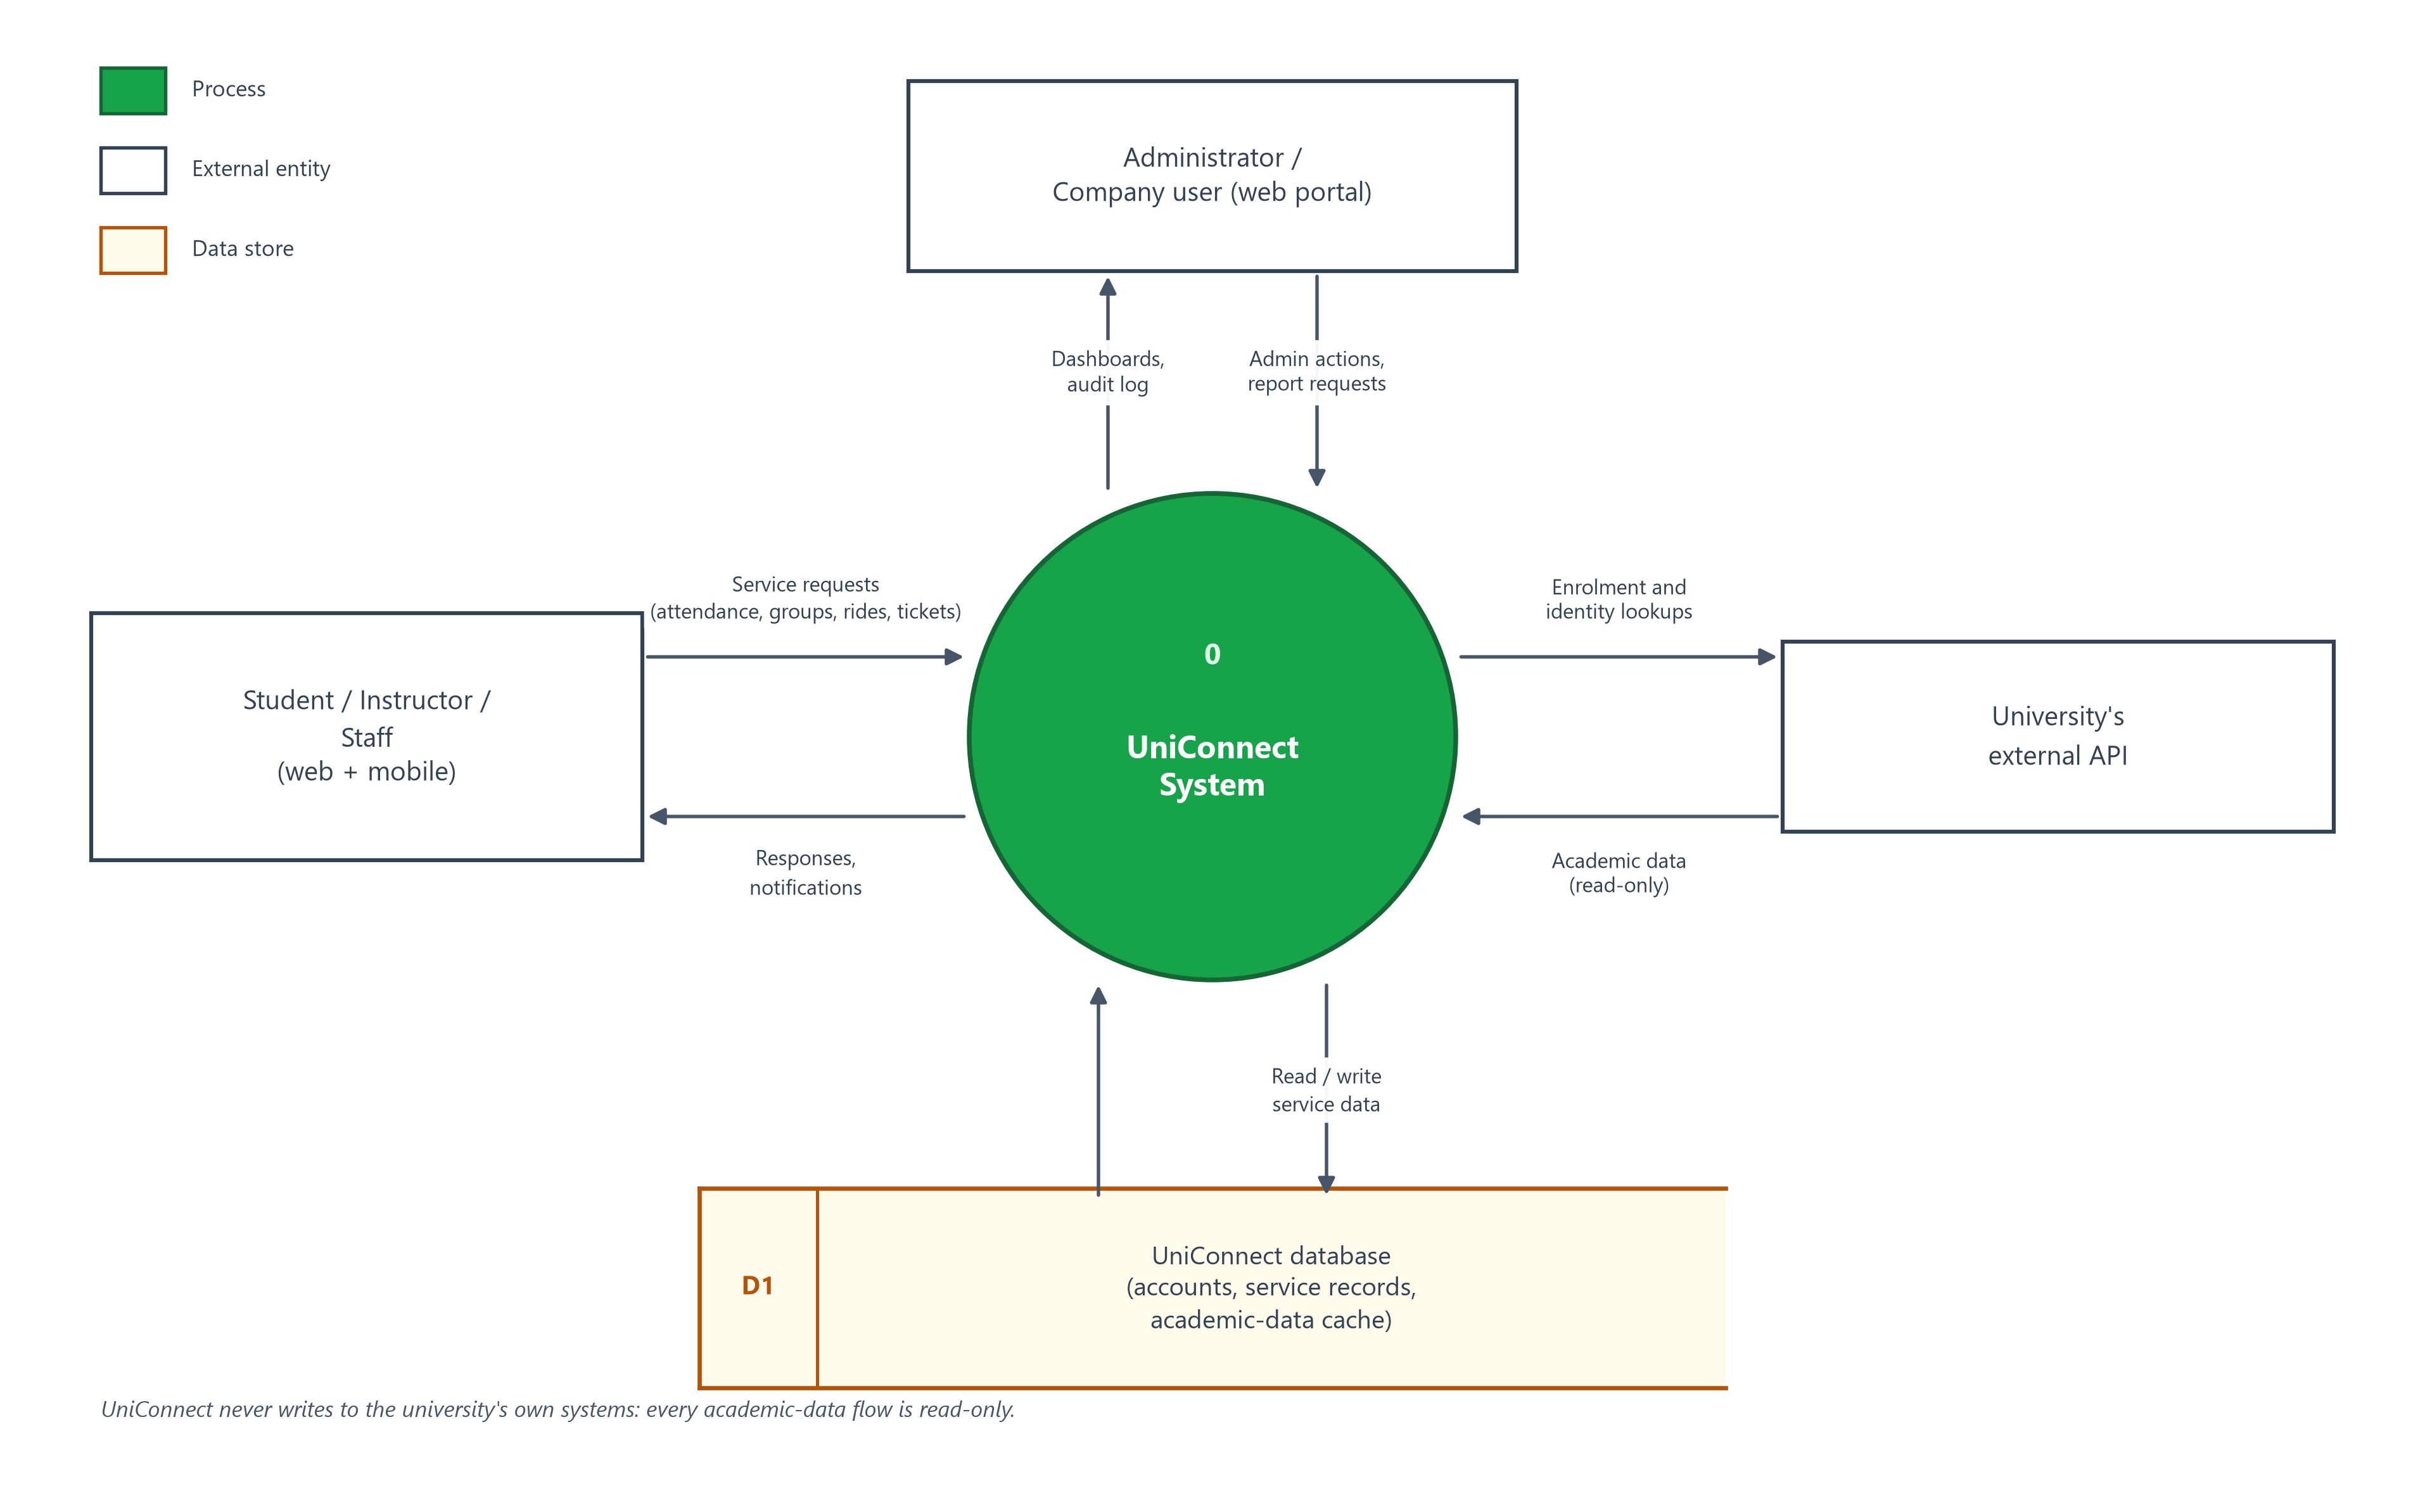 Process
External entity
Data store
Administrator /
Company user (web portal)
Dashboards,
audit log
Admin actions,
report requests
Service requests
(attendance, groups, rides, tickets)
Enrolment and
identity lookups
0
UniConnect
System
Student / Instructor /
Staff
(web + mobile)
University's
external API
Responses,
notifications
Academic data
(read-only)
Read / write
service data
D1
UniConnect database
(accounts, service records,
academic-data cache)
UniConnect never writes to the university's own systems: every academic-data flow is read-only.